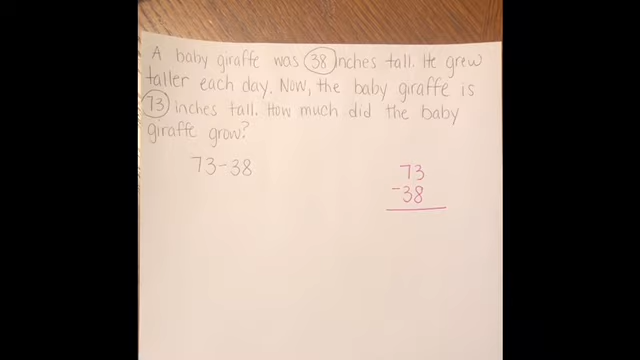 A baby giraffe was 38 inches tall. He grew
taller each day. Now, the baby giraffe is
73 inches tall. How much did the baby
giraffe grow?
73-38
73
-38